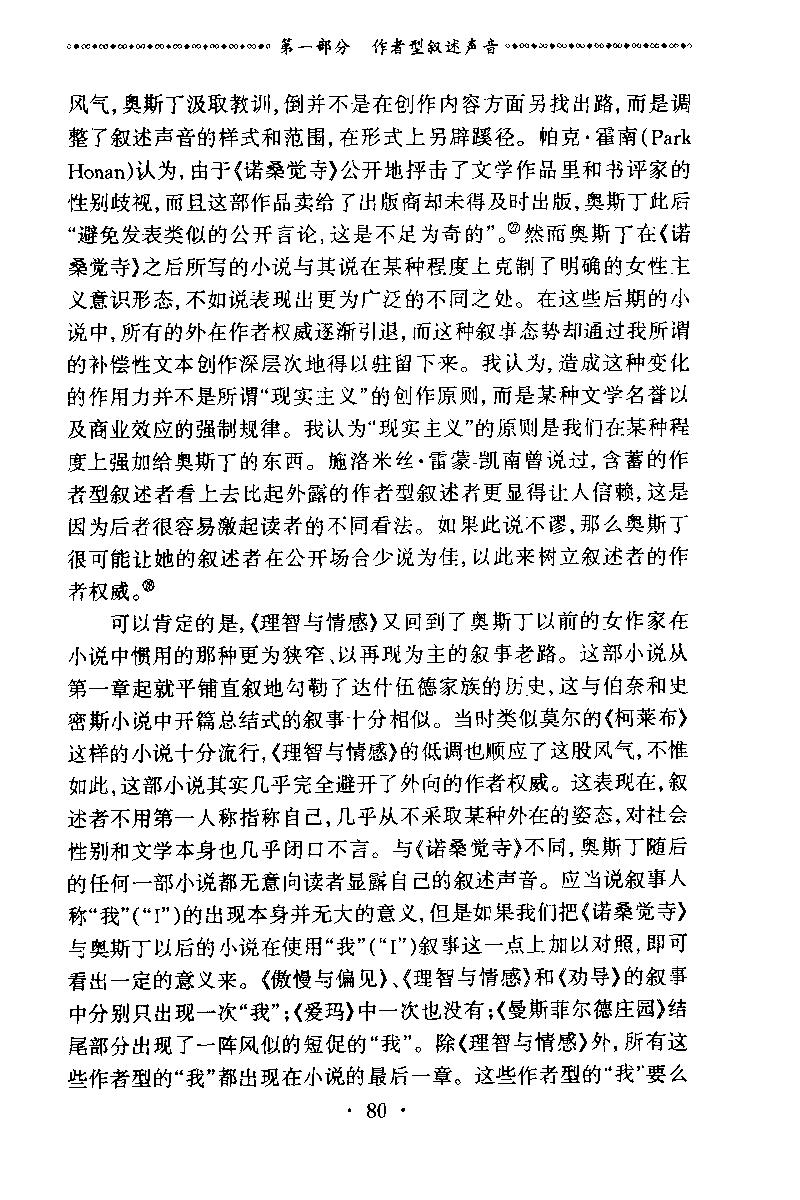 第一部分 作者型叙述声音
风气,奥斯丁汲取教训,倒并不是在创作内容方面另找出路,而是调
整了叙述声音的样式和范围,在形式上另辟蹊径。帕克·霍南(Park
Honan)认为,由于《诺桑觉寺》公开地抨击了文学作品里和书评家的
性别歧视,而且这部作品卖给了出版商却未得及时出版,奥斯丁此后
“避免发表类似的公开言论,这是不足为奇的”。㉗然而奥斯丁在《诺
桑觉寺》之后所写的小说与其说在某种程度上克制了明确的女性主
义意识形态,不如说表现出更为广泛的不同之处。在这些后期的小
说中,所有的外在作者权威逐渐引退,而这种叙事态势却通过我所谓
的补偿性文本创作深层次地得以驻留下来。我认为,造成这种变化
的作用力并不是所谓“现实主义”的创作原则,而是某种文学名誉以
及商业效应的强制规律。我认为“现实主义”的原则是我们在某种程
度上强加给奥斯丁的东西。施洛米丝·雷蒙-凯南曾说过,含蓄的作
者型叙述者看上去比起外露的作者型叙述者更显得让人信赖,这是
因为后者很容易激起读者的不同看法。如果此说不谬,那么奥斯丁
很可能让她的叙述者在公开场合少说为佳,以此来树立叙述者的作
者权威。㉘
可以肯定的是,《理智与情感》又回到了奥斯丁以前的女作家在
小说中惯用的那种更为狭窄、以再现为主的叙事老路。这部小说从
第一章起就平铺直叙地勾勒了达什伍德家族的历史,这与伯奈和史
密斯小说中开篇总结式的叙事十分相似。当时类似莫尔的《柯莱布》
这样的小说十分流行,《理智与情感》的低调也顺应了这股风气,不惟
如此,这部小说其实几乎完全避开了外向的作者权威。这表现在,叙
述者不用第一人称指称自己,几乎从不采取某种外在的姿态,对社会
性别和文学本身也几乎闭口不言。与《诺桑觉寺》不同,奥斯丁随后
的任何一部小说都无意向读者显露自己的叙述声音。应当说叙事人
称“我”(“I”)的出现本身并无大的意义,但是如果我们把《诺桑觉寺》
与奥斯丁以后的小说在使用“我”(“I”)叙事这一点上加以对照,即可
看出一定的意义来。《傲慢与偏见》、《理智与情感》和《劝导》的叙事
中分别只出现一次“我”;《爱玛》中一次也没有;《曼斯菲尔德庄园》结
尾部分出现了一阵风似的短促的“我”。除《理智与情感》外,所有这
些作者型的“我”都出现在小说的最后一章。这些作者型的“我”要么
· 80 ·